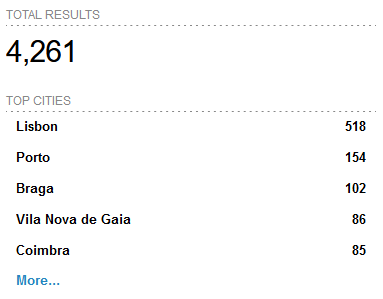 TOTAL RESULTS
4,261
TOP CITIES
Lisbon 518
Porto 154
Braga 102
Vila Nova de Gaia 86
Coimbra 85
More...